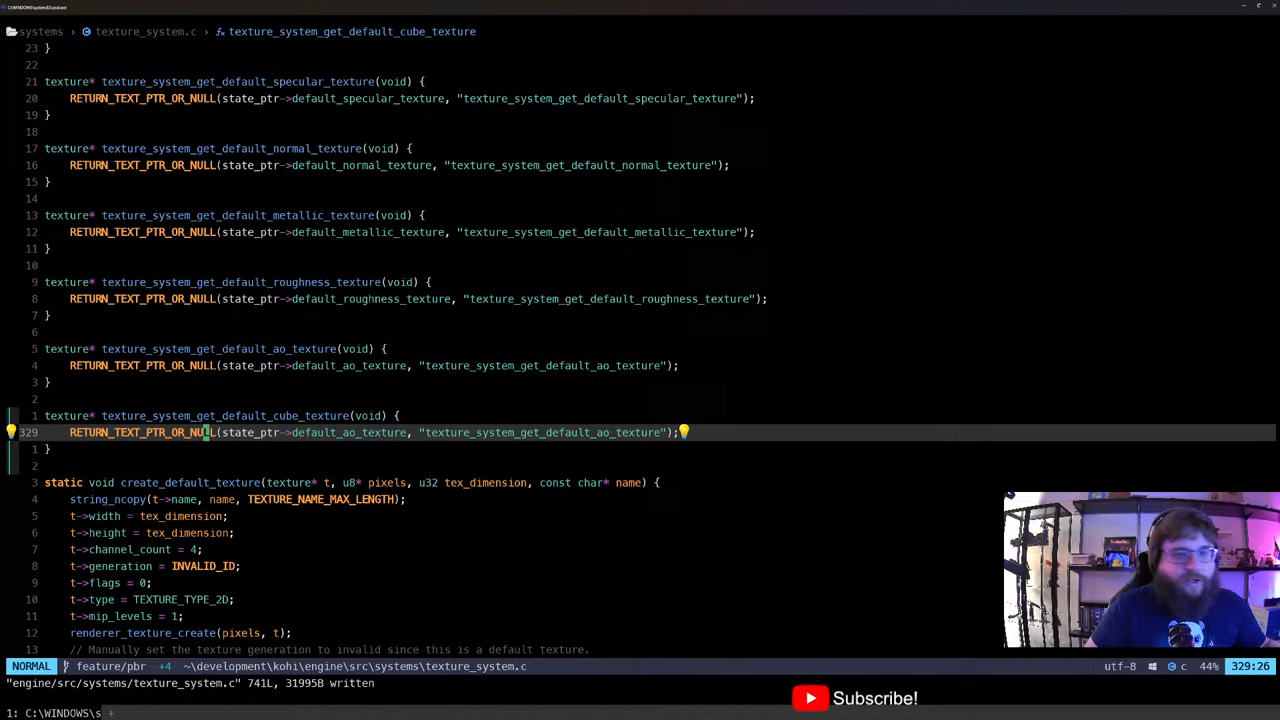 C:\WINDOWS\system32\cmd.exe
systems › texture_system.c › texture_system_get_default_cube_texture
23 }
22
21 texture* texture_system_get_default_specular_texture(void) {
20 RETURN_TEXT_PTR_OR_NULL(state_ptr->default_specular_texture, "texture_system_get_default_specular_texture");
19 }
18
17 texture* texture_system_get_default_normal_texture(void) {
16 RETURN_TEXT_PTR_OR_NULL(state_ptr->default_normal_texture, "texture_system_get_default_normal_texture");
15 }
14
13 texture* texture_system_get_default_metallic_texture(void) {
12 RETURN_TEXT_PTR_OR_NULL(state_ptr->default_metallic_texture, "texture_system_get_default_metallic_texture");
11 }
10
9 texture* texture_system_get_default_roughness_texture(void) {
8 RETURN_TEXT_PTR_OR_NULL(state_ptr->default_roughness_texture, "texture_system_get_default_roughness_texture");
7 }
6
5 texture* texture_system_get_default_ao_texture(void) {
4 RETURN_TEXT_PTR_OR_NULL(state_ptr->default_ao_texture, "texture_system_get_default_ao_texture");
3 }
2
1 texture* texture_system_get_default_cube_texture(void) {
329 RETURN_TEXT_PTR_OR_NULL(state_ptr->default_ao_texture, "texture_system_get_default_ao_texture");
1 }
2
3 static void create_default_texture(texture* t, u8* pixels, u32 tex_dimension, const char* name) {
4 string_ncopy(t->name, name, TEXTURE_NAME_MAX_LENGTH);
5 t->width = tex_dimension;
6 t->height = tex_dimension;
7 t->channel_count = 4;
8 t->generation = INVALID_ID;
9 t->flags = 0;
10 t->type = TEXTURE_TYPE_2D;
11 t->mip_levels = 1;
12 renderer_texture_create(pixels, t);
13 // Manually set the texture generation to invalid since this is a default texture.
NORMAL feature/pbr +4 ~\development\kohi\engine\src\systems\texture_system.c utf-8 c 44% 329:26
"engine/src/systems/texture_system.c" 741L, 31995B written
Subscribe!
1: C:\WINDOWS\s +